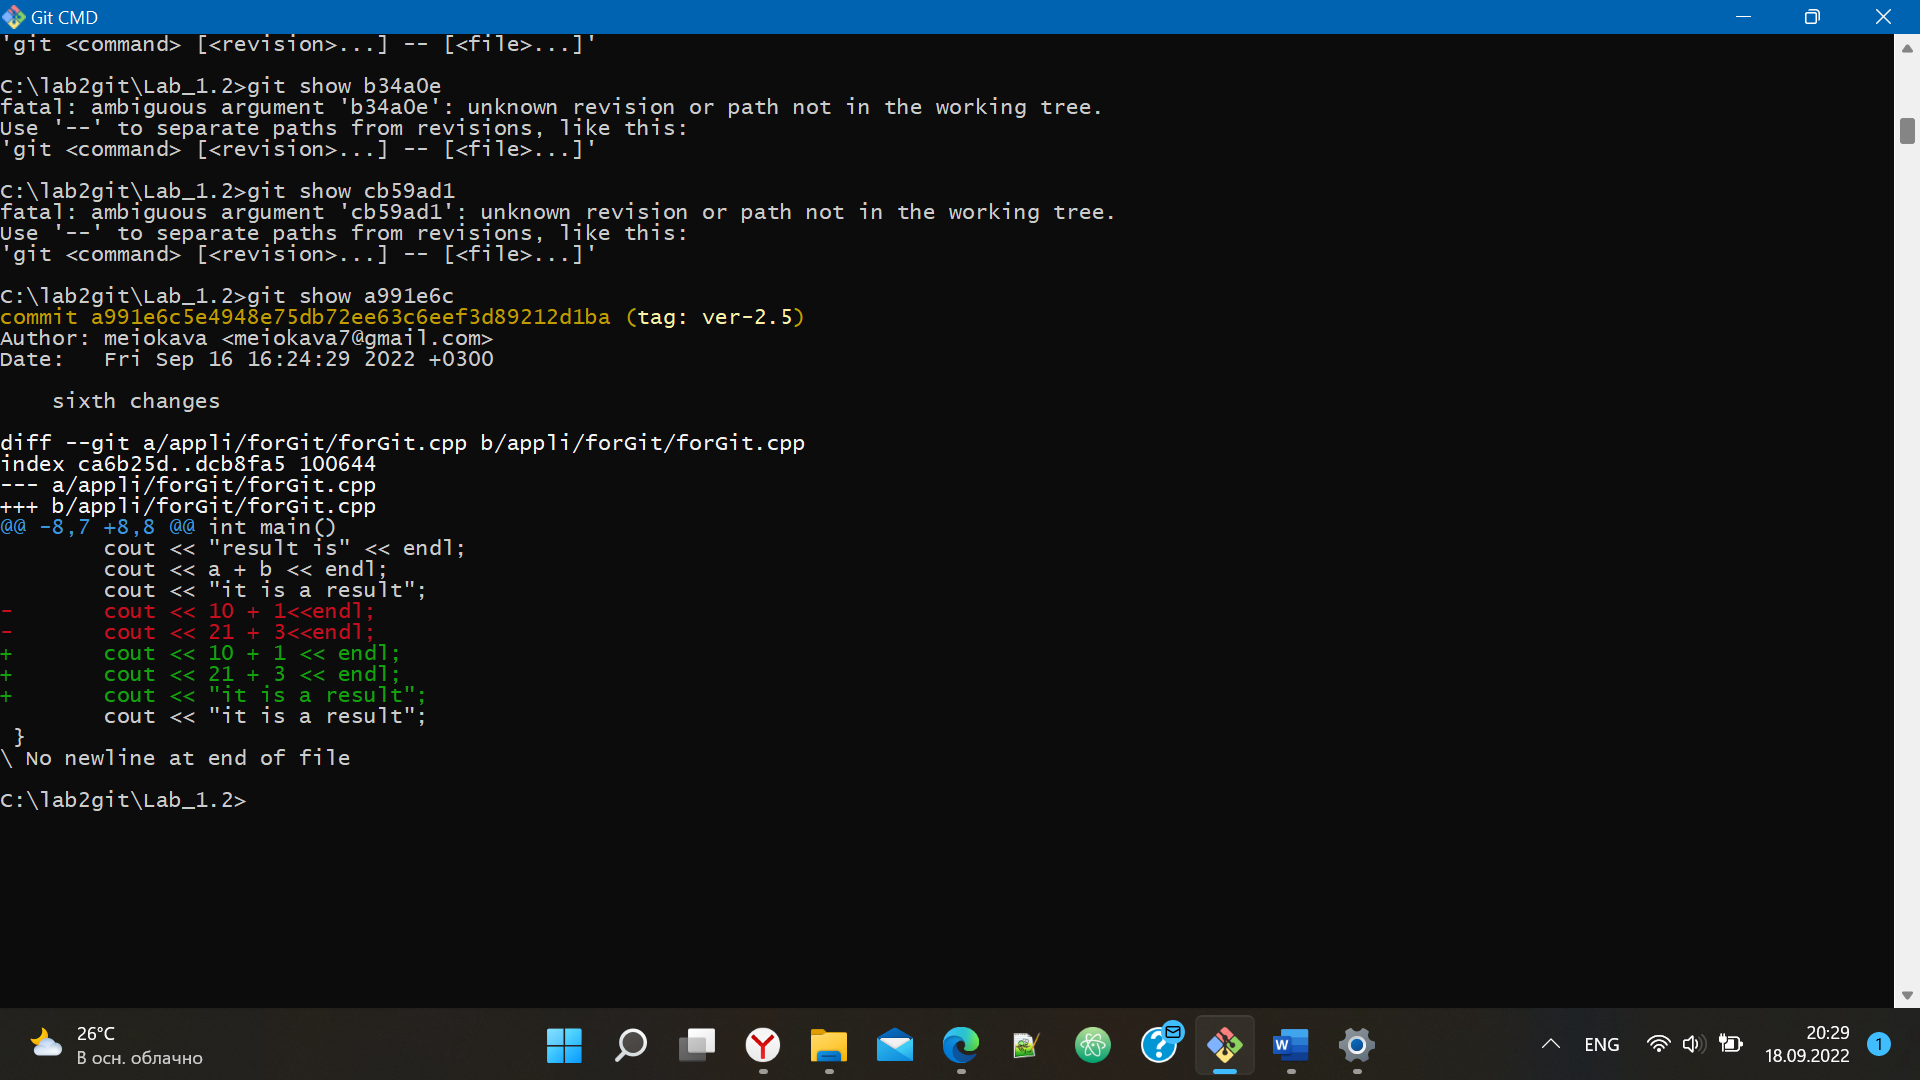 Git CMD
'git <command> [<revision>...] -- [<file>...]'
C:\lab2git\Lab_1.2>git show b34a0e
fatal: ambiguous argument 'b34a0e': unknown revision or path not in the working tree.
Use '--' to separate paths from revisions, like this:
'git <command> [<revision>...] -- [<file>...]'
C:\lab2git\Lab_1.2>git show cb59ad1
fatal: ambiguous argument 'cb59ad1': unknown revision or path not in the working tree.
Use '--' to separate paths from revisions, like this:
'git <command> [<revision>...] -- [<file>...]'
C:\lab2git\Lab_1.2>git show a991e6c
commit a991e6c5e4948e75db72ee63c6eef3d89212d1ba (tag: ver-2.5)
Author: meiokava <meiokava7@gmail.com>
Date:   Fri Sep 16 16:24:29 2022 +0300
    sixth changes
diff --git a/appli/forGit/forGit.cpp b/appli/forGit/forGit.cpp
index ca6b25d..dcb8fa5 100644
--- a/appli/forGit/forGit.cpp
+++ b/appli/forGit/forGit.cpp
@@ -8,7 +8,8 @@ int main()
        cout << "result is" << endl;
        cout << a + b << endl;
        cout << "it is a result";
-       cout << 10 + 1<<endl;
-       cout << 21 + 3<<endl;
+       cout << 10 + 1 << endl;
+       cout << 21 + 3 << endl;
+       cout << "it is a result";
        cout << "it is a result";
 }
\ No newline at end of file
C:\lab2git\Lab_1.2>
26°C
В осн. облачно
ENG
20:29
18.09.2022
1